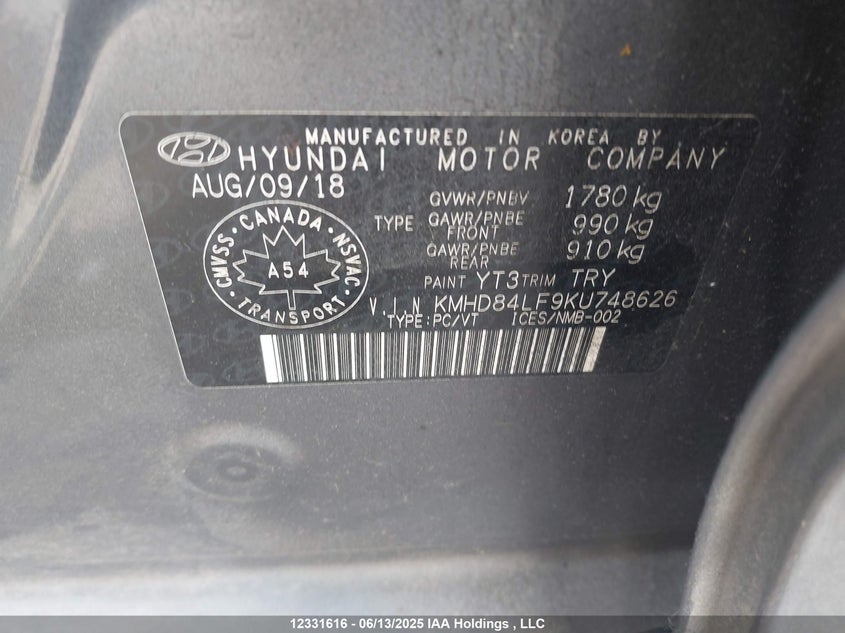 MANUFACTURED IN KOREA BY
HYUNDAI MOTOR COMPANY
AUG/09/18
GVWR/PNBV 1780 kg
TYPE GAWR/PNBE FRONT 990 kg
GAWR/PNBE REAR 910 kg
PAINT YT3 TRIM TRY
V.I.N KMHD84LF9KU748626
TYPE:PC/VT ICES/NMB-002
CMVSS · CANADA · NSVAC
A54
TRANSPORT
12331616 - 06/13/2025 IAA Holdings , LLC